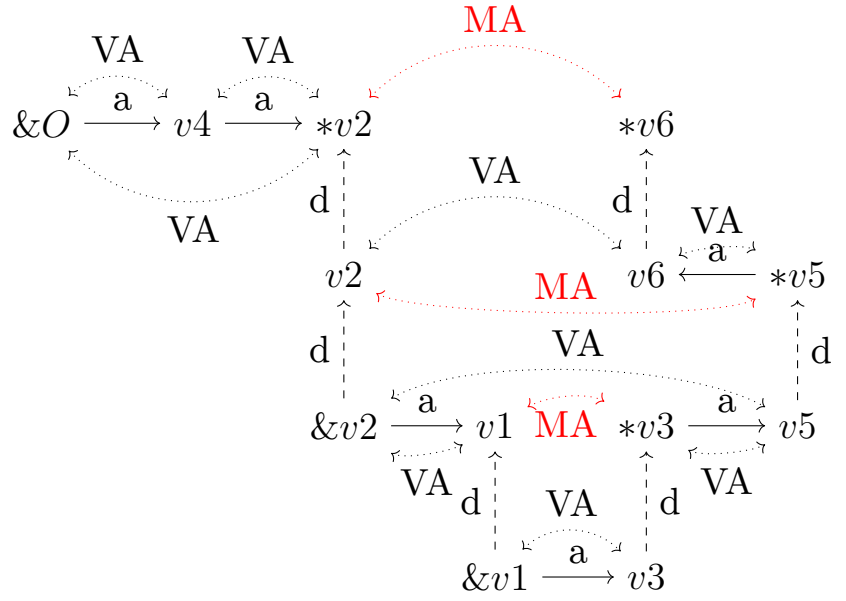 MA
VA VA
a a
&O v4 *v2 *v6
VA
d d
VA
VA
a
v2 v6 *v5
MA
VA
d d
a a
&v2 v1 MA *v3 v5
VA VA
d VA d
a
&v1 v3